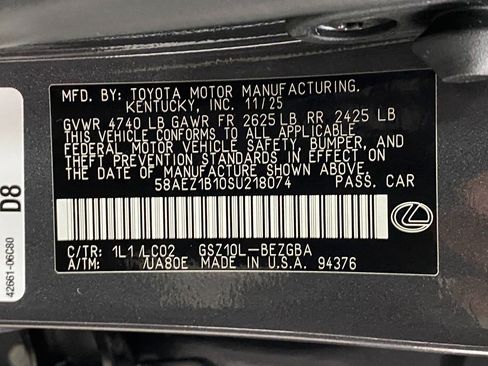 MFD. BY: TOYOTA MOTOR MANUFACTURING,
KENTUCKY, INC. 11/25
GVWR 4740 LB GAWR FR 2625 LB RR 2425 LB
THIS VEHICLE CONFORMS TO ALL APPLICABLE
FEDERAL MOTOR VEHICLE SAFETY, BUMPER, AND
THEFT PREVENTION STANDARDS IN EFFECT ON
THE DATE OF MANUFACTURE SHOWN ABOVE.
58AEZ1B10SU218074 PASS. CAR
C/TR: 1L1/LC02 GSZ10L-BEZGBA
A/TM: /UA80E MADE IN U.S.A. 94376
D8
42661-06C80